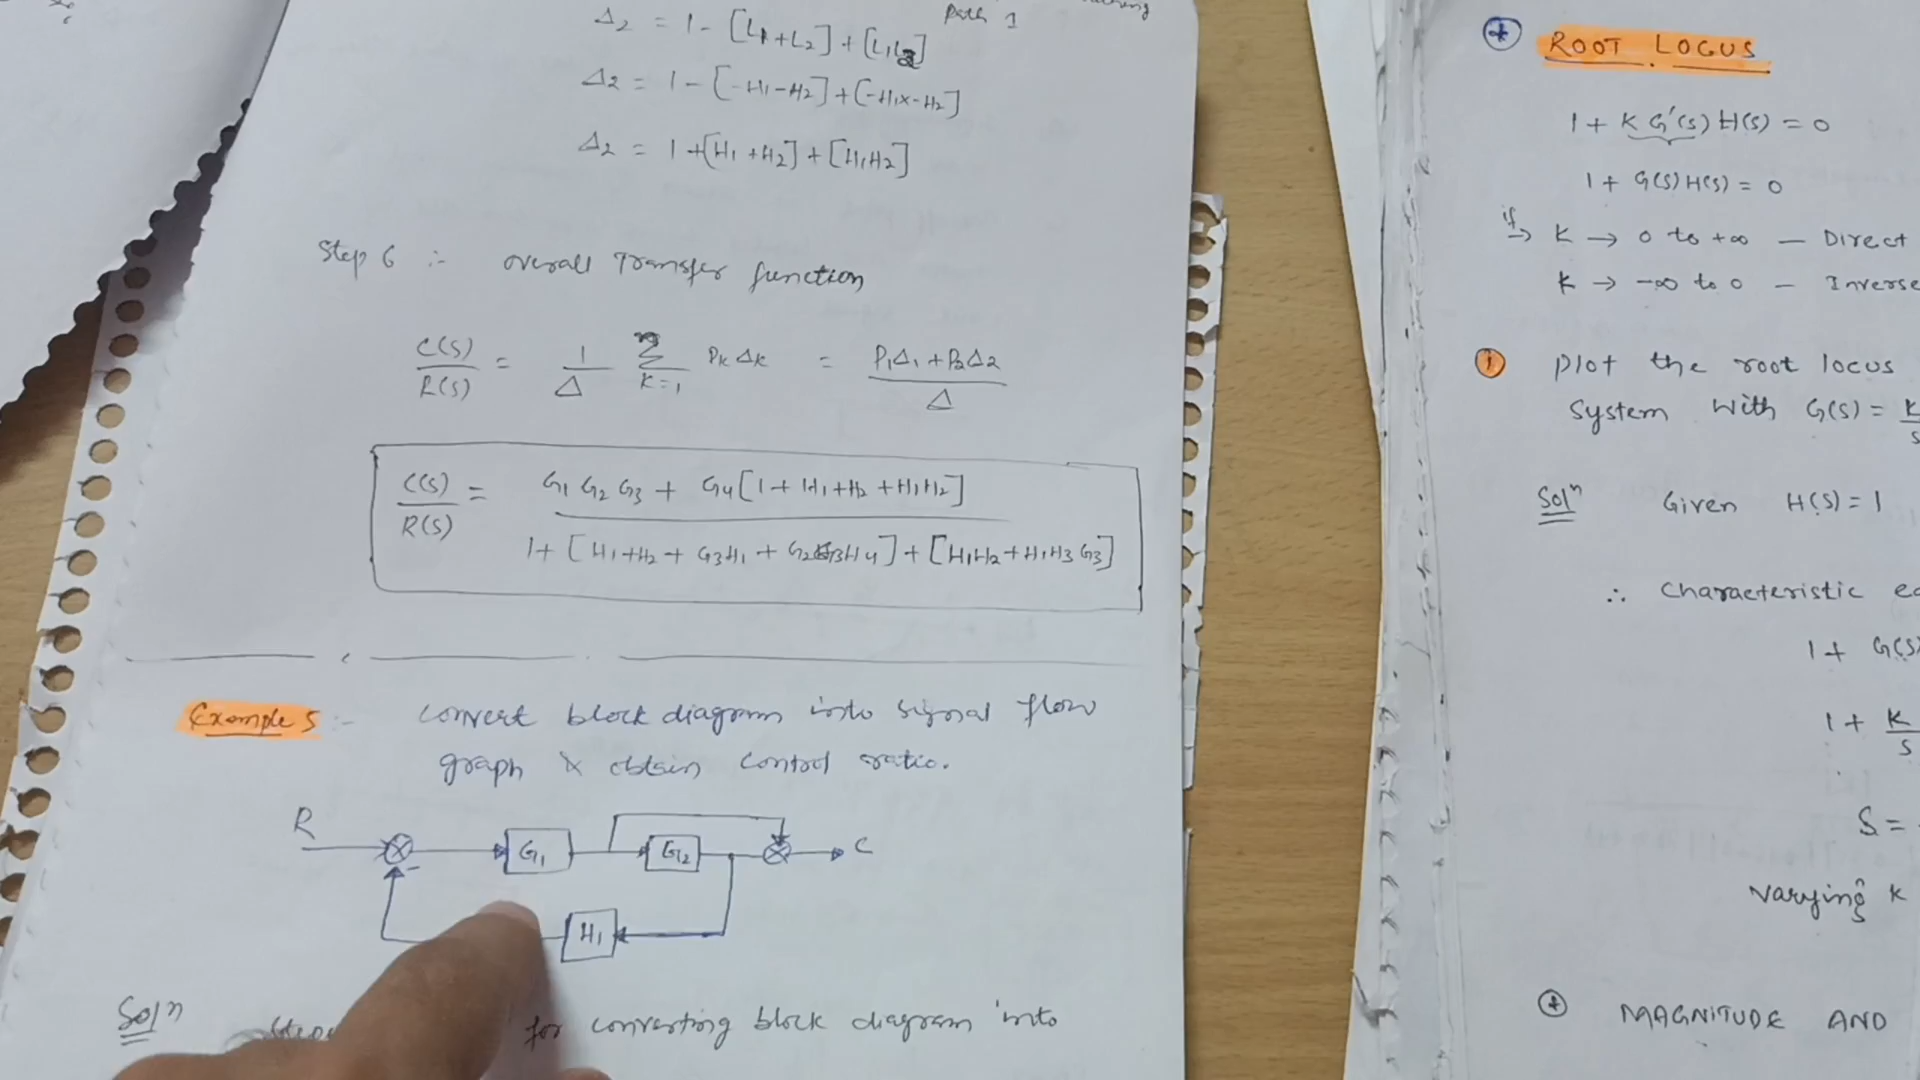 Path 1
Δ2 = 1 - [L1+L2] + [L1L2]
Δ2 = 1 - [-H1-H2] + [-H1x-H2]
Δ2 = 1 + [H1 + H2] + [H1H2]
Step 6 :- overall Transfer function
C(S)/R(S) = 1/Δ Σ n K=1 PK ΔK = P1Δ1 + P2Δ2 / Δ
C(S)/R(S) = G1 G2 G3 + G4 [1 + H1 + H2 + H1H2] / 1 + [H1+H2 + G3H1 + G2G3H4] + [H1H2 + H1H3 G3]
Example 5 :- convert block diagram into signal flow
graph & obtain control ratio.
R G1 G2 C
-
H1
Soln Steps for converting block diagram into
ROOT LOCUS
1 + K G'(S) H(S) = 0
1 + G(S) H(S) = 0
if K → 0 to +∞ — Direct
K → -∞ to 0 - Inverse
1 Plot the root locus
System With G(S) = K/S
Soln Given H(S) = 1
∴ Characteristic
1 + G(S)
1 + K/S
S =
Varying K
MAGNITUDE AND